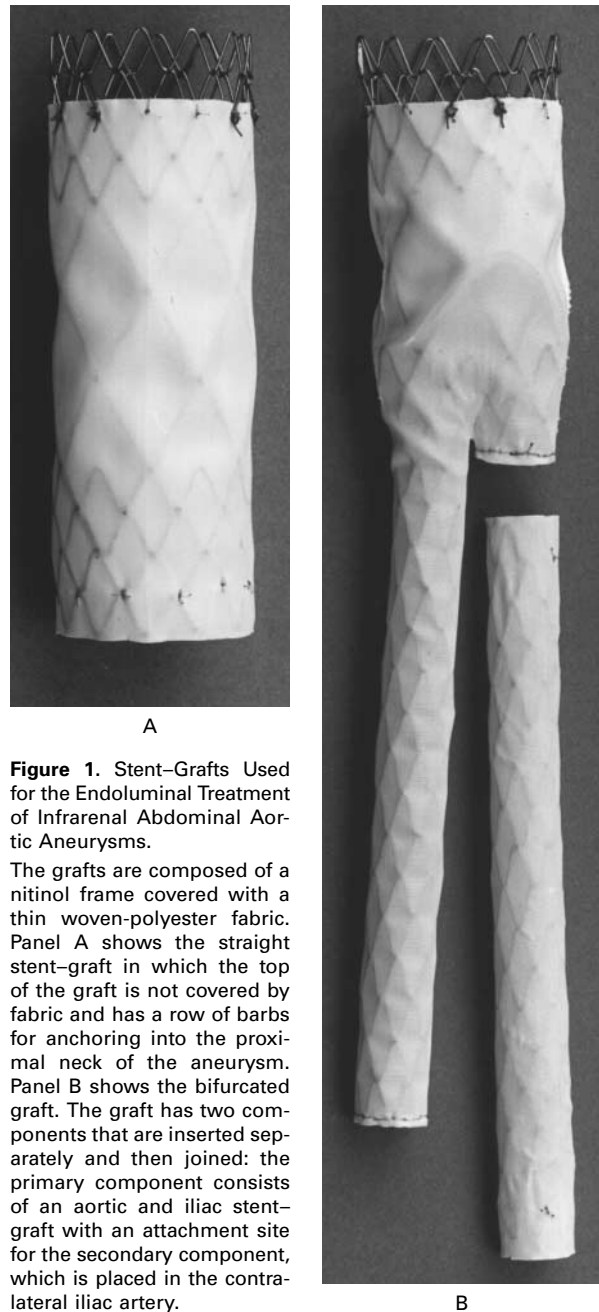 A
Figure 1. Stent–Grafts Used
for the Endoluminal Treatment
of Infrarenal Abdominal Aor-
tic Aneurysms.
The grafts are composed of a
nitinol frame covered with a
thin woven-polyester fabric.
Panel A shows the straight
stent–graft in which the top
of the graft is not covered by
fabric and has a row of barbs
for anchoring into the proxi-
mal neck of the aneurysm.
Panel B shows the bifurcated
graft. The graft has two com-
ponents that are inserted sep-
arately and then joined: the
primary component consists
of an aortic and iliac stent–
graft with an attachment site
for the secondary component,
which is placed in the contra-
lateral iliac artery.
B